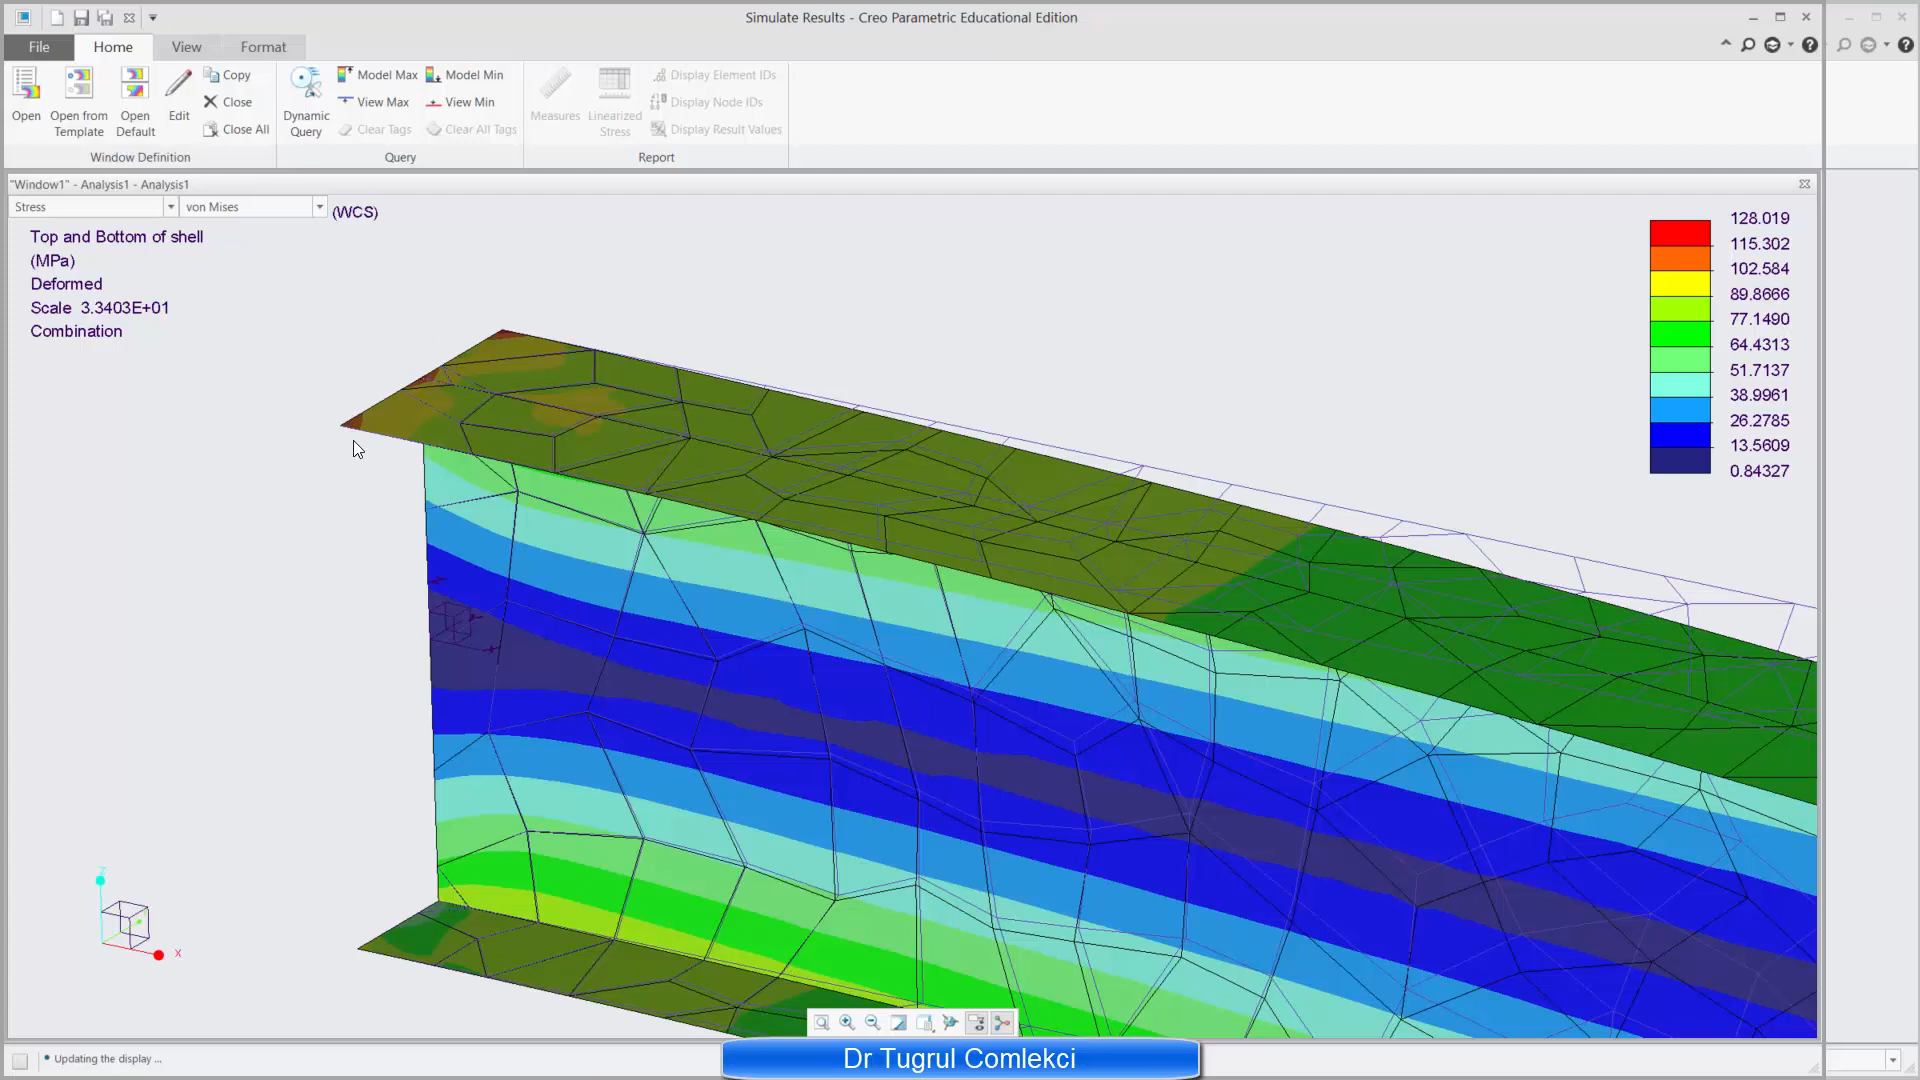 Simulate Results - Creo Parametric Educational Edition
File Home View Format
Open
Open from Template
Open Default
Edit
Copy
Close
Close All
Window Definition
Dynamic Query
Model Max Model Min
View Max View Min
Clear Tags Clear All Tags
Query
Measures
Linearized Stress
Display Element IDs
Display Node IDs
Display Result Values
Report
"Window1" - Analysis1 - Analysis1
Stress von Mises (WCS)
Top and Bottom of shell
(MPa)
Deformed
Scale 3.3403E+01
Combination
128.019
115.302
102.584
89.8666
77.1490
64.4313
51.7137
38.9961
26.2785
13.5609
0.84327
Z
X
Updating the display ...
Dr Tugrul Comlekci